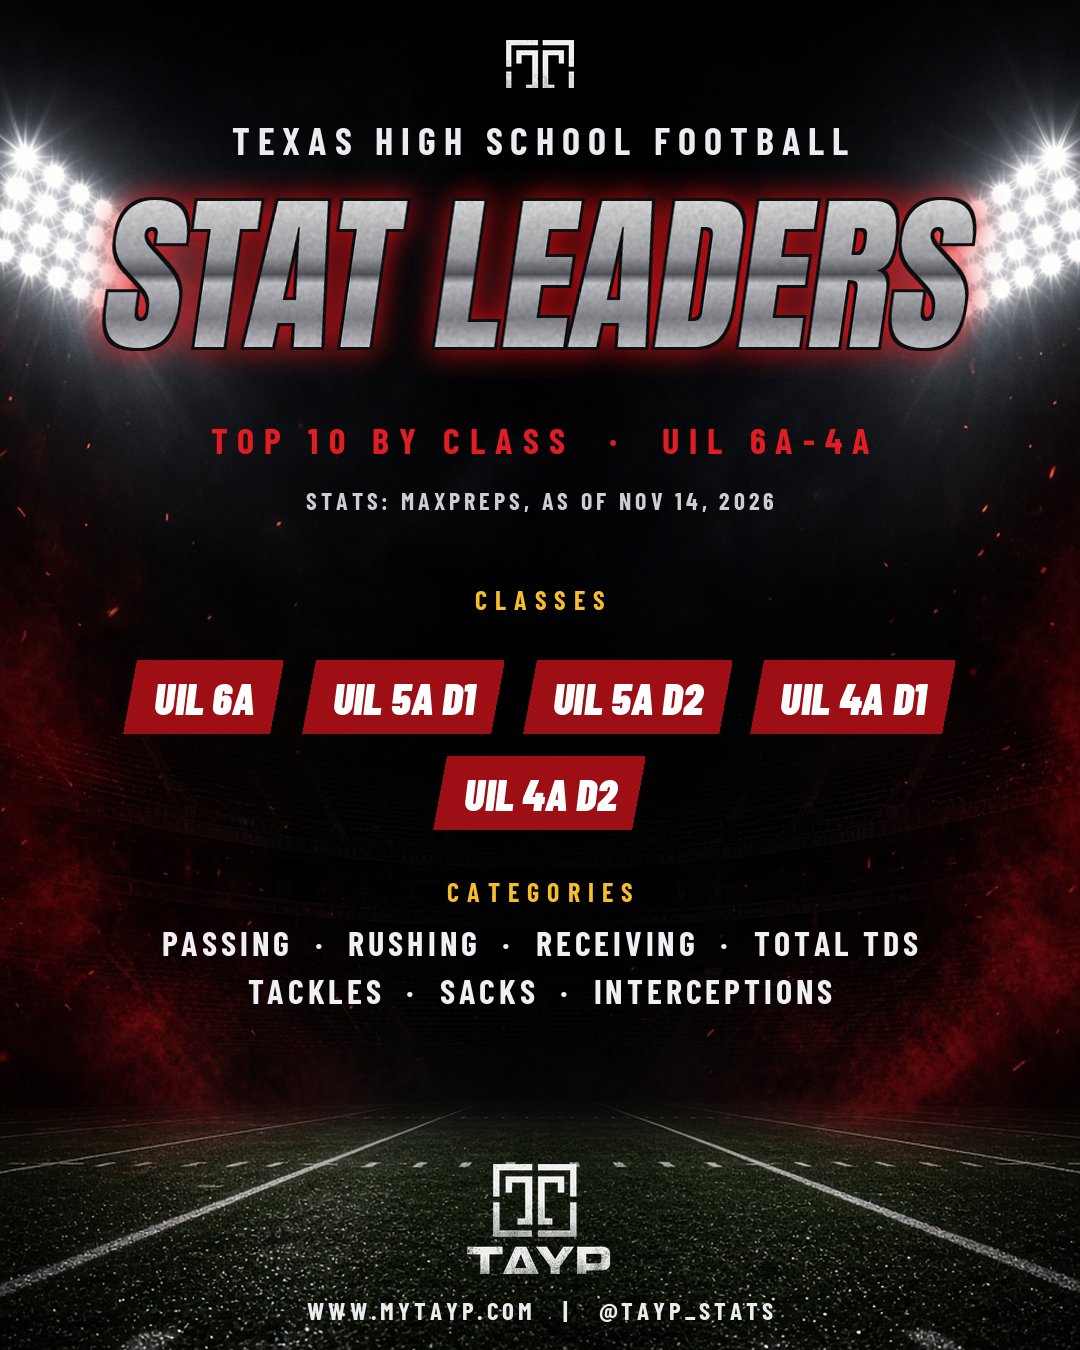 TEXAS HIGH SCHOOL FOOTBALL
STAT LEADERS
TOP 10 BY CLASS · UIL 6A-4A
STATS: MAXPREPS, AS OF NOV 14, 2026
CLASSES
UIL 6A UIL 5A D1 UIL 5A D2 UIL 4A D1
UIL 4A D2
CATEGORIES
PASSING · RUSHING · RECEIVING · TOTAL TDS
TACKLES · SACKS · INTERCEPTIONS
TAYP
WWW.MYTAYP.COM | @TAYP_STATS